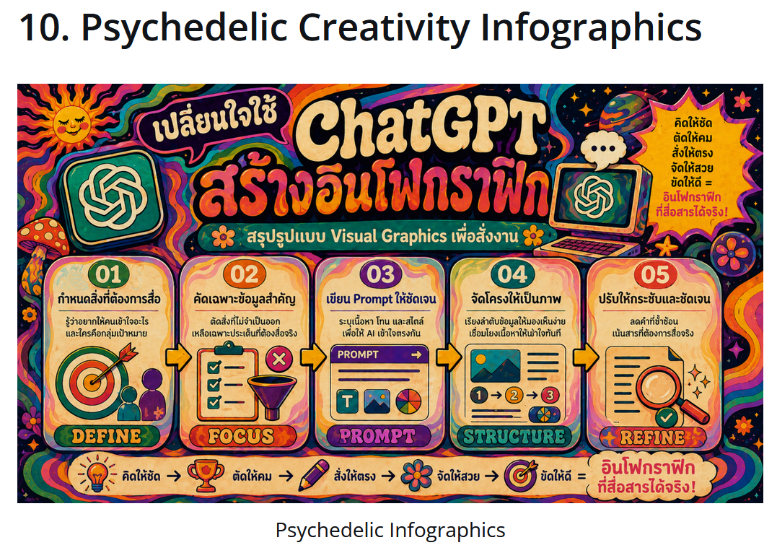 10. Psychedelic Creativity Infographics
เปลี่ยนใจใช้
ChatGPT
สร้างอินโฟกราฟิก
สรุปรูปแบบ Visual Graphics เพื่อสั่งงาน
คิดให้ชัด
ตัดให้คม
สั่งให้ตรง
จัดให้สวย
ขัดให้ดี =
อินโฟกราฟิก
ที่สื่อสารได้จริง!
01
กำหนดสิ่งที่ต้องการสื่อ
รู้ว่าอยากให้คนเข้าใจอะไร
และใครคือกลุ่มเป้าหมาย
DEFINE
02
คัดเฉพาะข้อมูลสำคัญ
ตัดสิ่งที่ไม่จำเป็นออก
เหลือเฉพาะประเด็นที่ต้องสื่อจริง
FOCUS
03
เขียน Prompt ให้ชัดเจน
ระบุเนื้อหา โทน และสไตล์
เพื่อให้ AI เข้าใจตรงกัน
PROMPT
T
PROMPT
04
จัดโครงให้เป็นภาพ
เรียงลำดับข้อมูลให้มองเห็นง่าย
เชื่อมโยงเนื้อหาให้น่าจำทันที
1 2 3
STRUCTURE
05
ปรับให้กระชับและชัดเจน
ลดคำที่ซ้ำซ้อน
เน้นสารที่ต้องการสื่อจริง
REFINE
คิดให้ชัด → ตัดให้คม → สั่งให้ตรง → จัดให้สวย → ขัดให้ดี =
อินโฟกราฟิก
ที่สื่อสารได้จริง!
Psychedelic Infographics